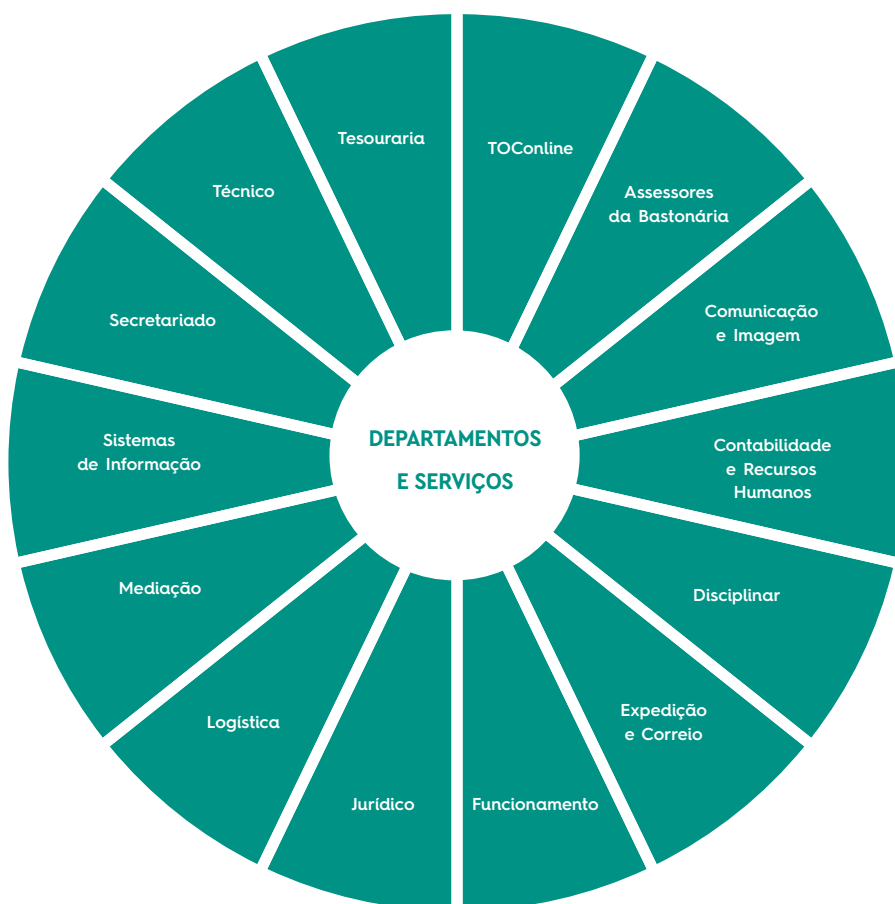 DEPARTAMENTOS
E SERVIÇOS
TOConline
Assessores
da Bastonária
Comunicação
e Imagem
Contabilidade
e Recursos
Humanos
Disciplinar
Expedição
e Correio
Funcionamento
Jurídico
Logística
Mediação
Sistemas
de Informação
Secretariado
Técnico
Tesouraria